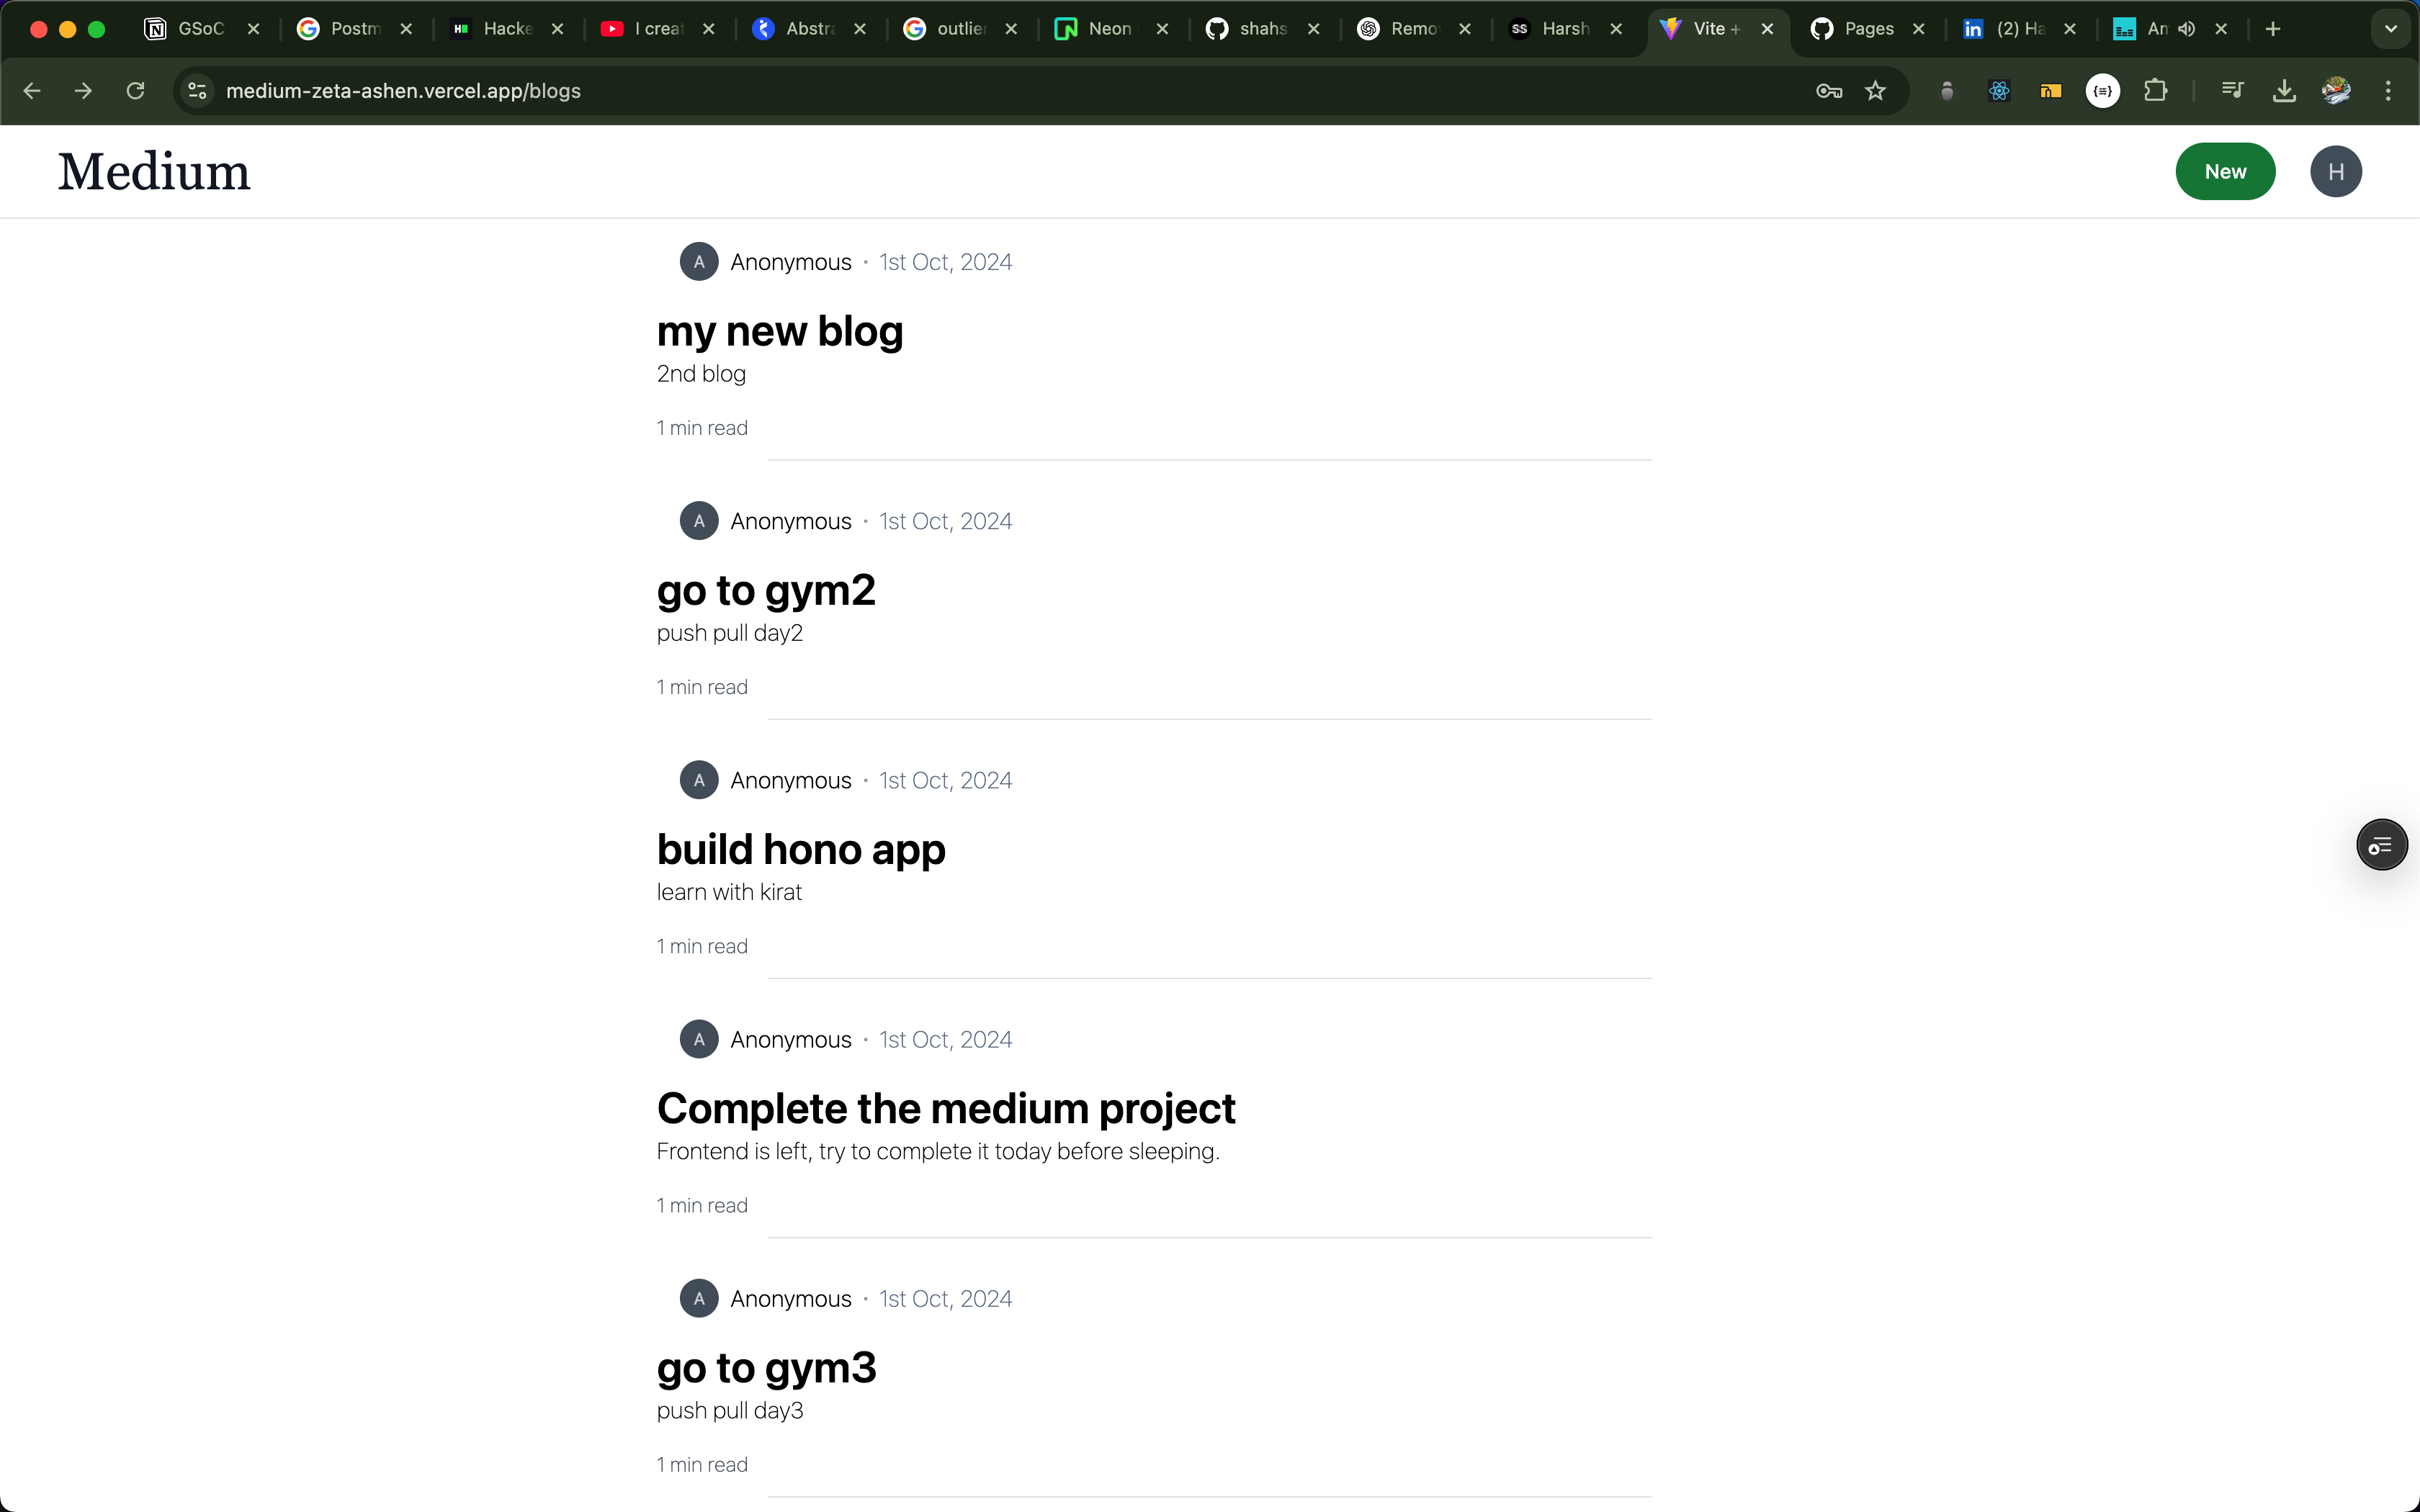 GSoC
Postm
Hacke
I creat
Abstra
outlier
Neon
shahs
Remo
Harsh
Vite +
Pages
(2) Ha
An
medium-zeta-ashen.vercel.app/blogs
Medium
New
H
A Anonymous · 1st Oct, 2024
my new blog
2nd blog
1 min read
A Anonymous · 1st Oct, 2024
go to gym2
push pull day2
1 min read
A Anonymous · 1st Oct, 2024
build hono app
learn with kirat
1 min read
A Anonymous · 1st Oct, 2024
Complete the medium project
Frontend is left, try to complete it today before sleeping.
1 min read
A Anonymous · 1st Oct, 2024
go to gym3
push pull day3
1 min read